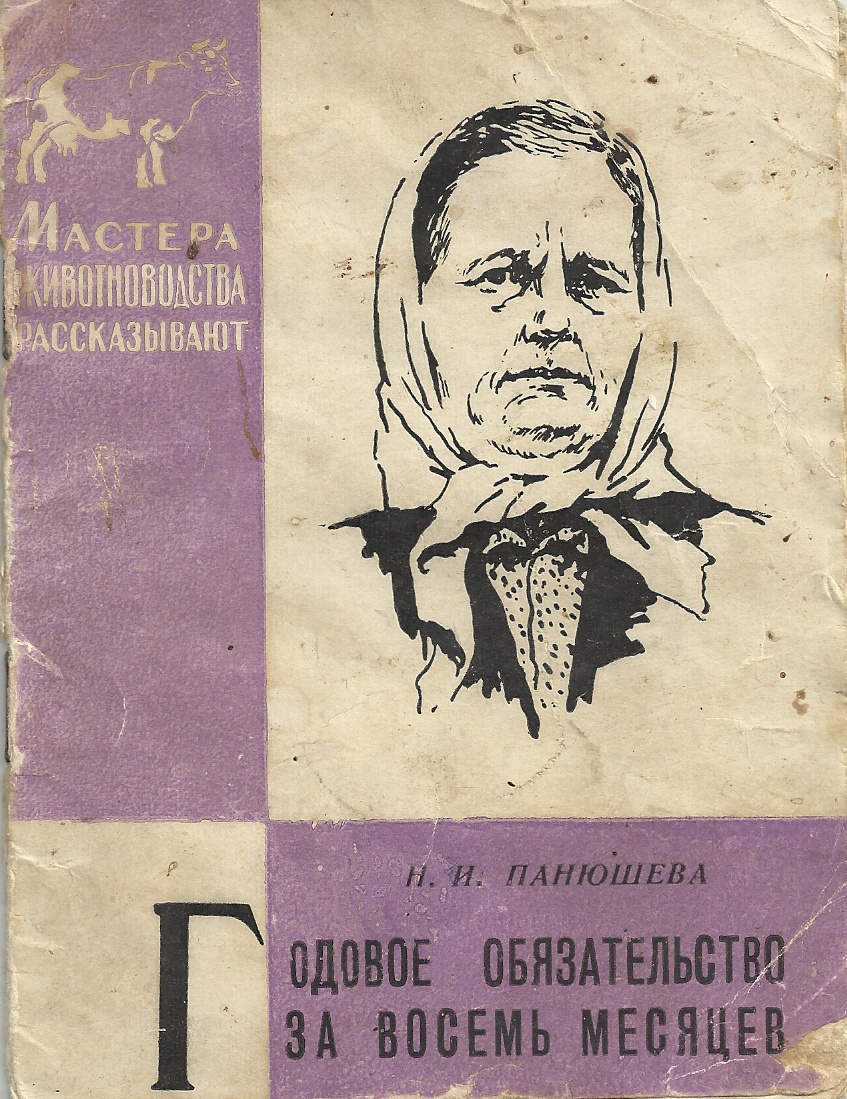 МАСТЕРА
ЖИВОТНОВОДСТВА
РАССКАЗЫВАЮТ
Н. И. ПАНЮШЕВА
ГОДОВОЕ ОБЯЗАТЕЛЬСТВО
ЗА ВОСЕМЬ МЕСЯЦЕВ